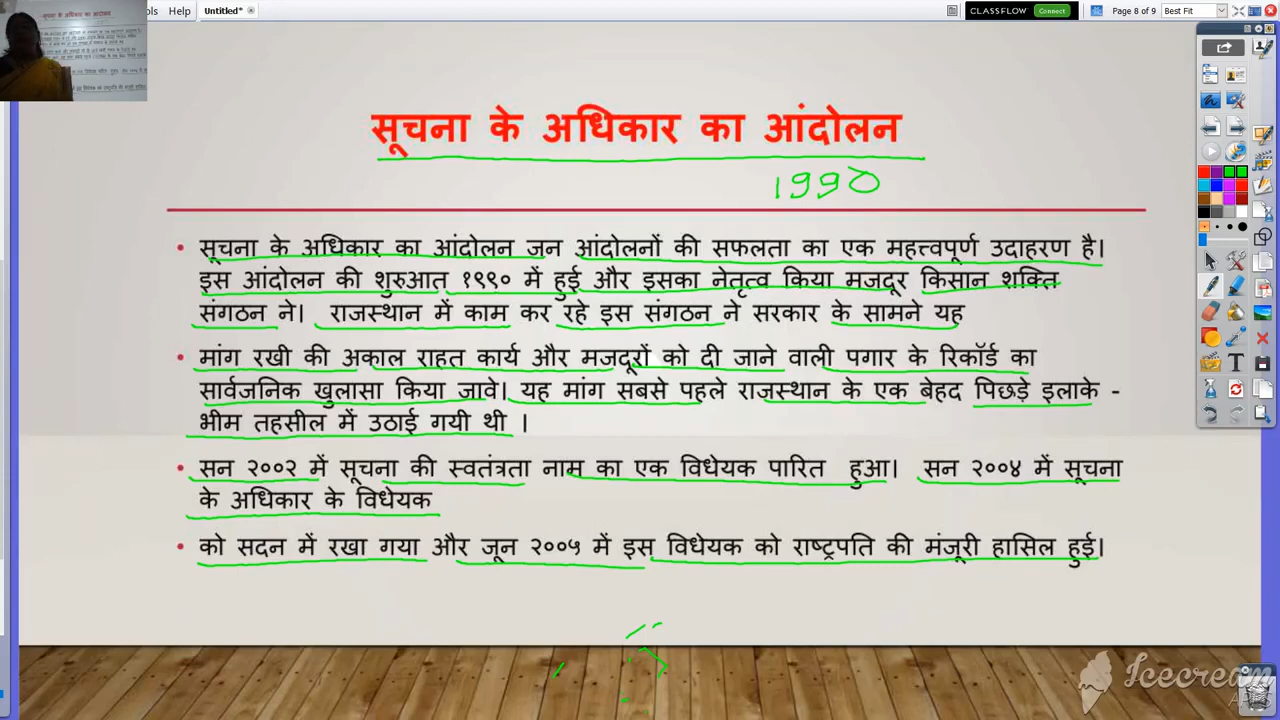 ols Help Untitled* CLASSFLOW Connect Page 8 of 9 Best Fit
सूचना के अधिकार का आंदोलन
1990
• सूचना के अधिकार का आंदोलन जन आंदोलनों की सफलता का एक महत्त्वपूर्ण उदाहरण है।
इस आंदोलन की शुरुआत १९९० में हुई और इसका नेतृत्व किया मजदूर किसान शक्ति
संगठन ने। राजस्थान में काम कर रहे इस संगठन ने सरकार के सामने यह
• मांग रखी की अकाल राहत कार्य और मजदूरों को दी जाने वाली पगार के रिकॉर्ड का
सार्वजनिक खुलासा किया जावे। यह मांग सबसे पहले राजस्थान के एक बेहद पिछड़े इलाके -
भीम तहसील में उठाई गयी थी ।
• सन २००२ में सूचना की स्वतंत्रता नाम का एक विधेयक पारित हुआ। सन २००४ में सूचना
के अधिकार के विधेयक
• को सदन में रखा गया और जून २००५ में इस विधेयक को राष्ट्रपति की मंजूरी हासिल हुई।
Icecream
APPS